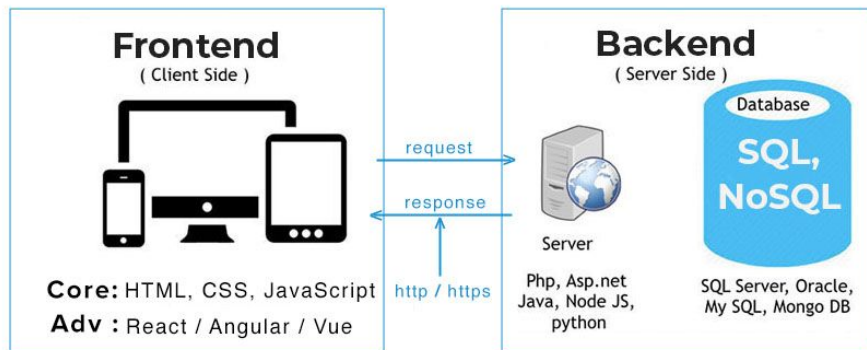 Frontend
( Client Side )
Core: HTML, CSS, JavaScript
Adv : React / Angular / Vue
request
response
http / https
Backend
( Server Side )
Server
Php, Asp.net
Java, Node JS,
python
Database
SQL,
NoSQL
SQL Server, Oracle,
My SQL, Mongo DB